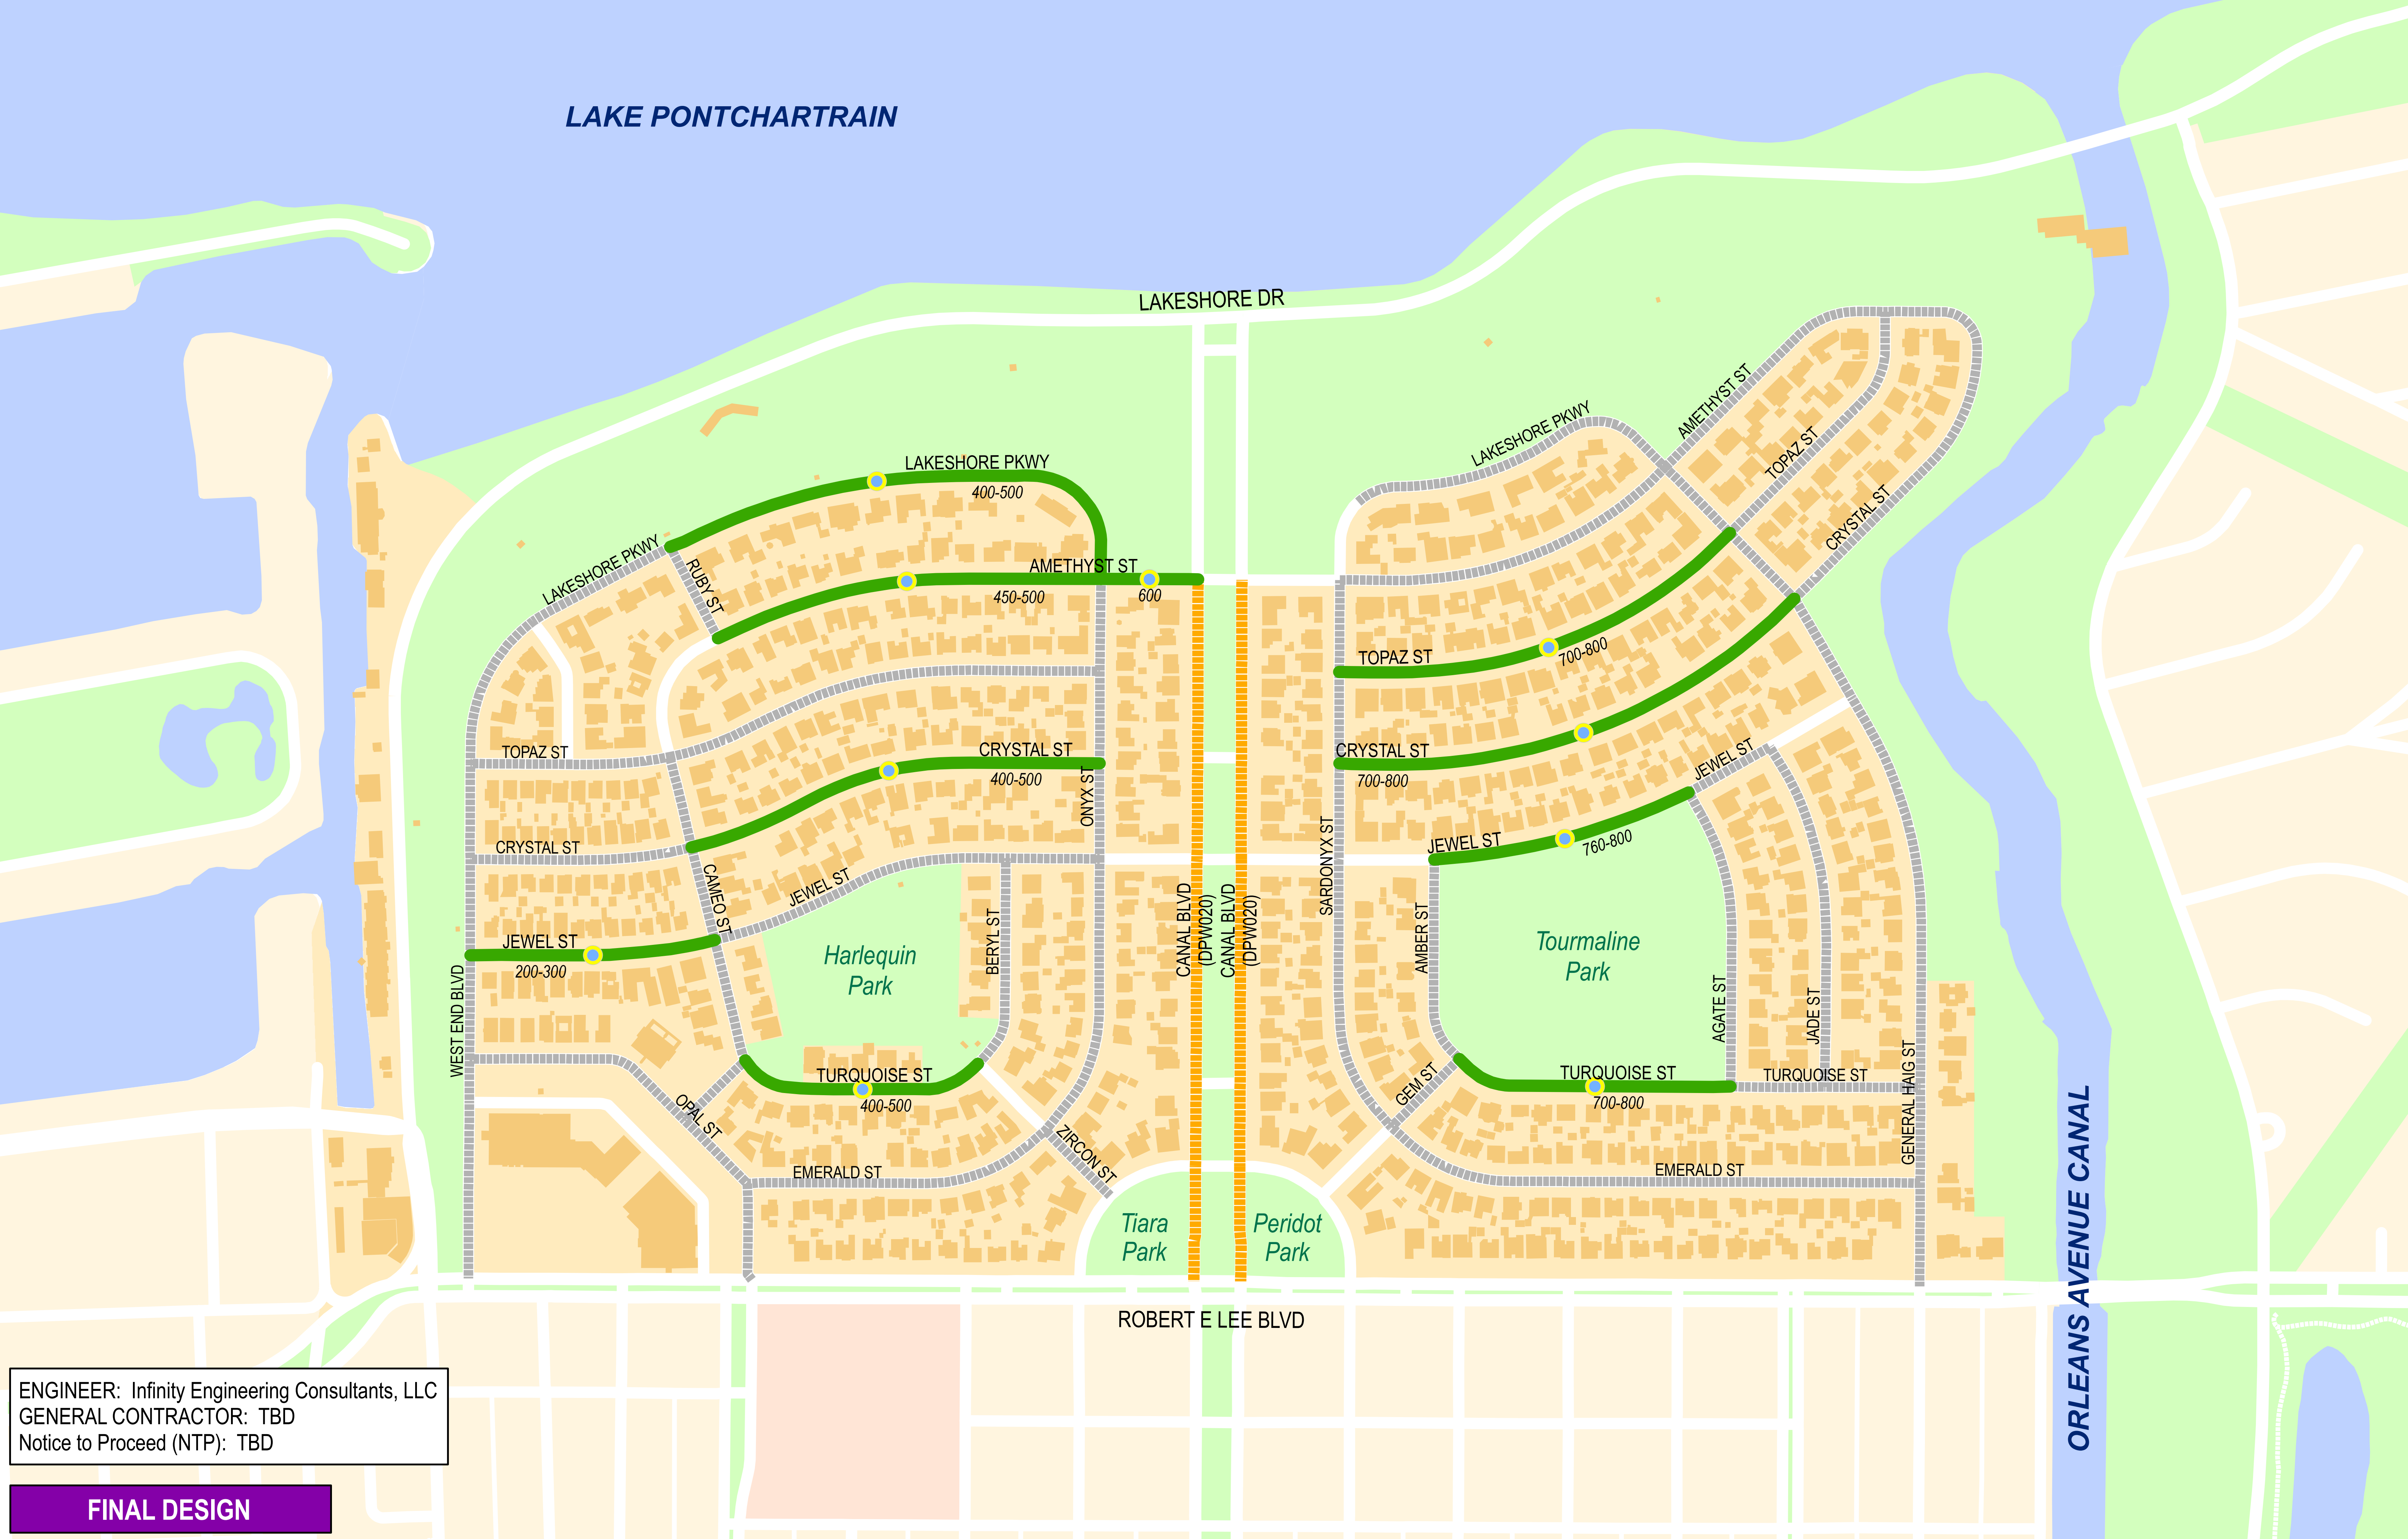 LAKE PONTCHARTRAIN
LAKESHORE DR
AMETHYST ST
LAKESHORE PKWY
LAKESHORE PKWY
400-500
TOPAZ ST
CRYSTAL ST
LAKESHORE PKWY
RUBY ST
AMETHYST ST
450-500
600
TOPAZ ST
700-800
TOPAZ ST
CRYSTAL ST
400-500
CRYSTAL ST
700-800
JEWEL ST
ONYX ST
CRYSTAL ST
SARDONYX ST
JEWEL ST
760-800
CAMEO ST
JEWEL ST
JEWEL ST
200-300
Harlequin
Park
BERYL ST
CANAL BLVD
(DPW020)
CANAL BLVD
(DPW020)
AMBER ST
Tourmaline
Park
AGATE ST
JADE ST
WEST END BLVD
TURQUOISE ST
400-500
GEM ST
TURQUOISE ST
700-800
TURQUOISE ST
GENERAL HAIG ST
OPAL ST
ZIRCON ST
EMERALD ST
EMERALD ST
Tiara
Park
Peridot
Park
ORLEANS AVENUE CANAL
ROBERT E LEE BLVD
ENGINEER: Infinity Engineering Consultants, LLC
GENERAL CONTRACTOR: TBD
Notice to Proceed (NTP): TBD
FINAL DESIGN